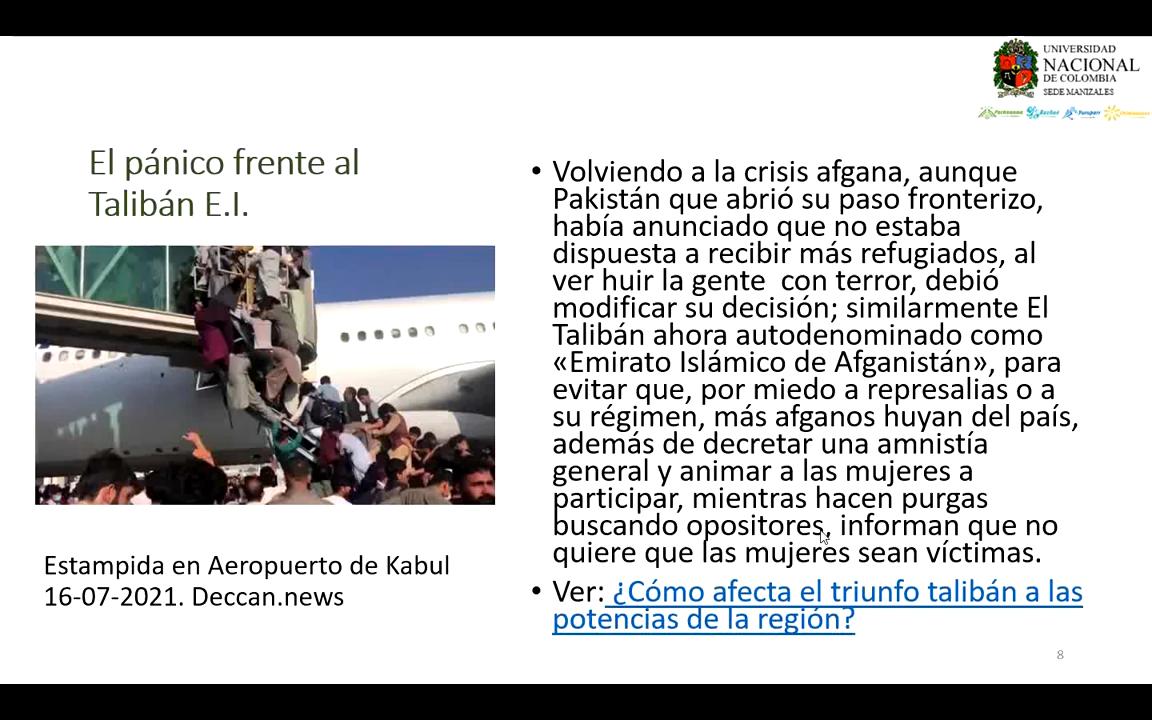 UNIVERSIDAD
NACIONAL
DE COLOMBIA
SEDE MANIZALES
El pánico frente al
Talibán E.I.
Estampida en Aeropuerto de Kabul
16-07-2021. Deccan.news
• Volviendo a la crisis afgana, aunque
Pakistán que abrió su paso fronterizo,
había anunciado que no estaba
dispuesta a recibir más refugiados, al
ver huir la gente con terror, debió
modificar su decisión; similarmente El
Talibán ahora autodenominado como
«Emirato Islámico de Afganistán», para
evitar que, por miedo a represalias o a
su régimen, más afganos huyan del país,
además de decretar una amnistía
general y animar a las mujeres a
participar, mientras hacen purgas
buscando opositores, informan que no
quiere que las mujeres sean víctimas.
• Ver: ¿Cómo afecta el triunfo talibán a las
potencias de la región?
8